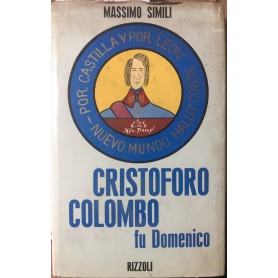 MASSIMO SIMILI
POR CASTILLA Y POR LEON
NUEVO MUNDO HALLO COLON
CRISTOFORO
COLOMBO
fu Domenico
RIZZOLI